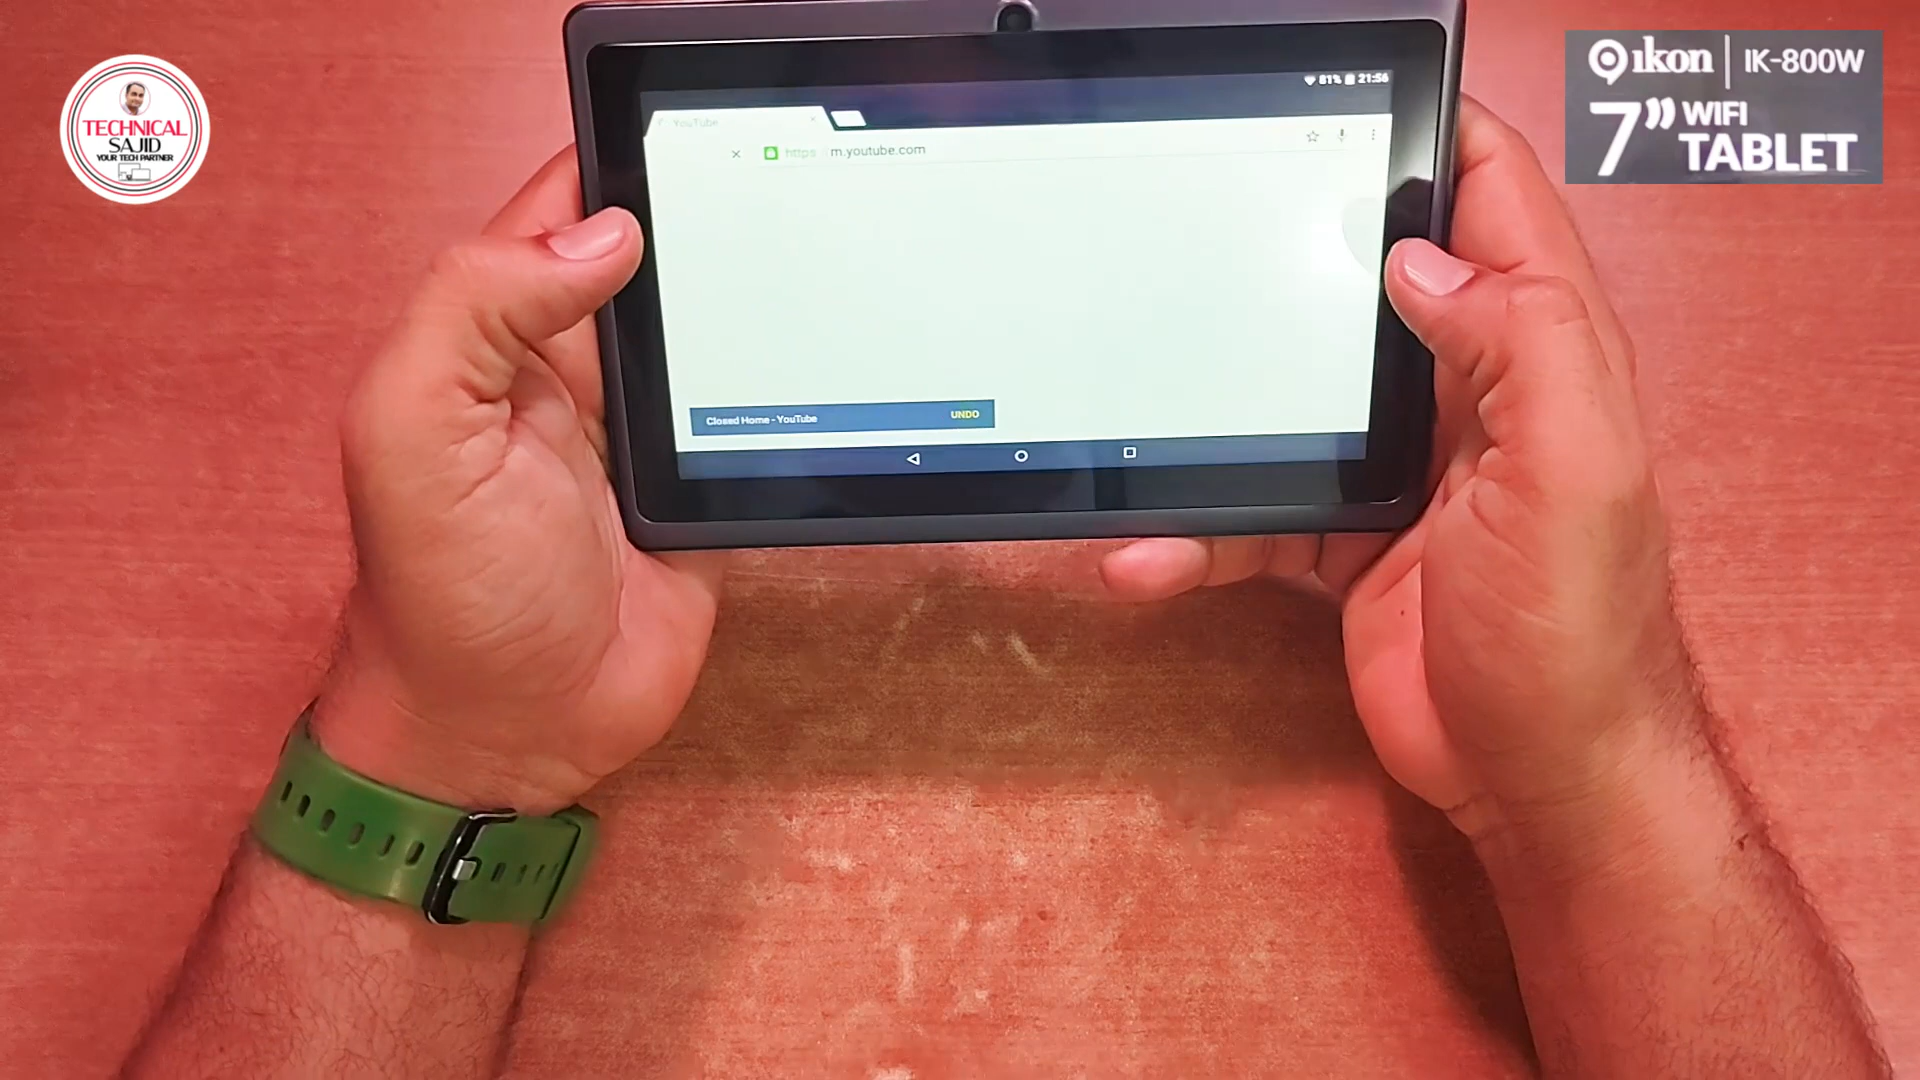 TECHNICAL
SAJID
YOUR TECH PARTNER
ikon IK-800W
7” WIFI
TABLET
81% 21:56
YouTube
https m.youtube.com
Closed Home - YouTube UNDO